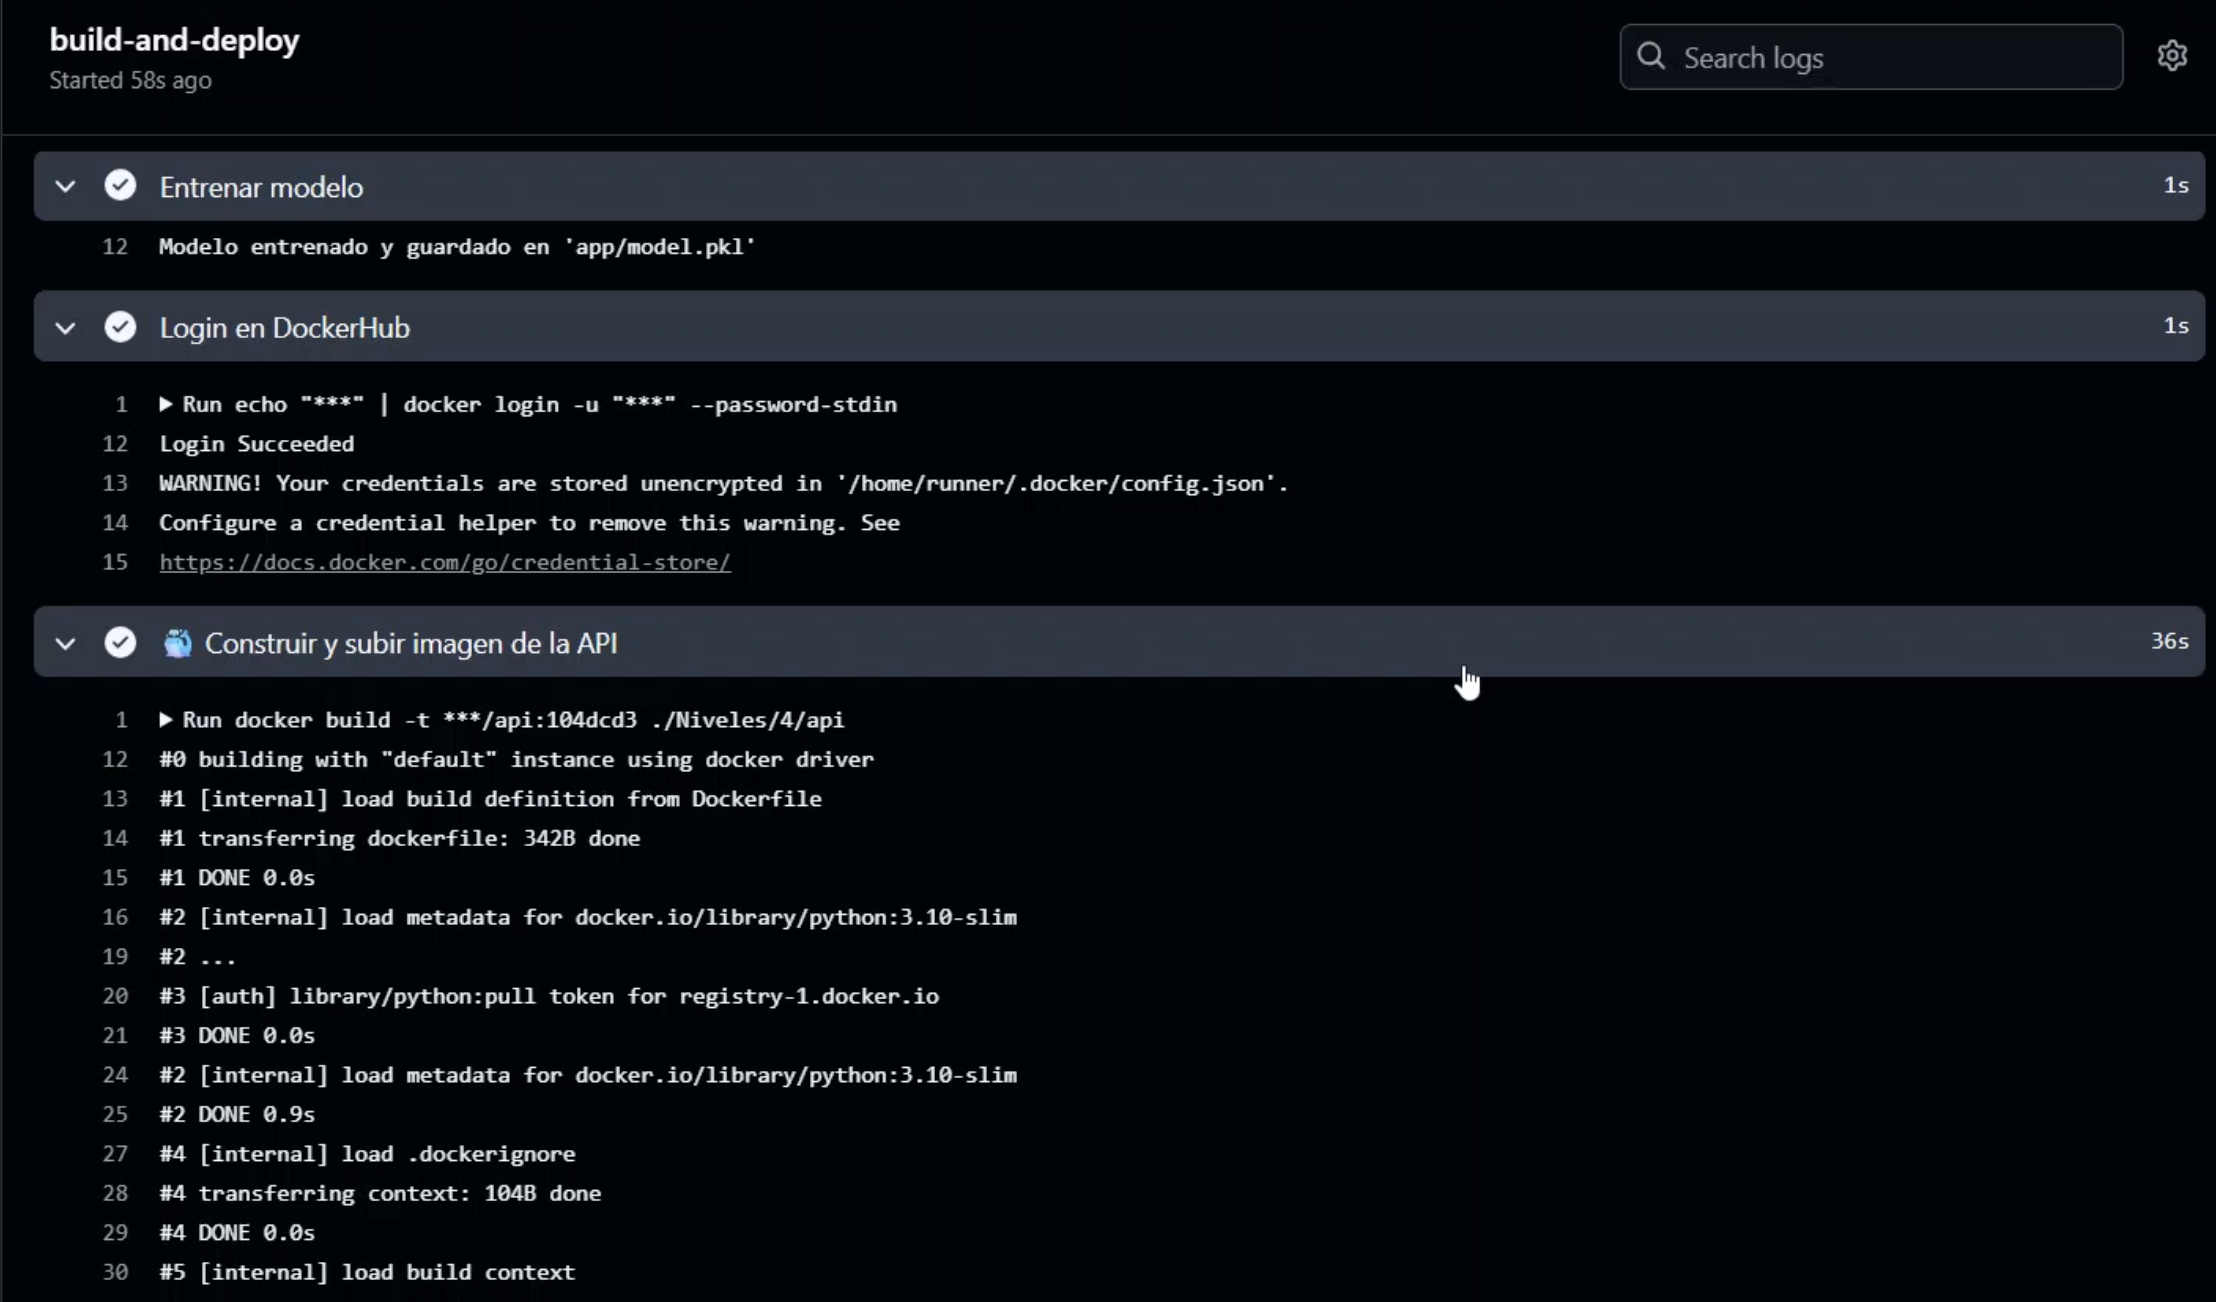 build-and-deploy
Started 58s ago
Search logs
Entrenar modelo 1s
12 Modelo entrenado y guardado en 'app/model.pkl'
Login en DockerHub 1s
1 Run echo "***" | docker login -u "***" --password-stdin
12 Login Succeeded
13 WARNING! Your credentials are stored unencrypted in '/home/runner/.docker/config.json'.
14 Configure a credential helper to remove this warning. See
15 https://docs.docker.com/go/credential-store/
Construir y subir imagen de la API 36s
1 Run docker build -t ***/api:104dcd3 ./Niveles/4/api
12 #0 building with "default" instance using docker driver
13 #1 [internal] load build definition from Dockerfile
14 #1 transferring dockerfile: 342B done
15 #1 DONE 0.0s
16 #2 [internal] load metadata for docker.io/library/python:3.10-slim
19 #2 ...
20 #3 [auth] library/python:pull token for registry-1.docker.io
21 #3 DONE 0.0s
24 #2 [internal] load metadata for docker.io/library/python:3.10-slim
25 #2 DONE 0.9s
27 #4 [internal] load .dockerignore
28 #4 transferring context: 104B done
29 #4 DONE 0.0s
30 #5 [internal] load build context